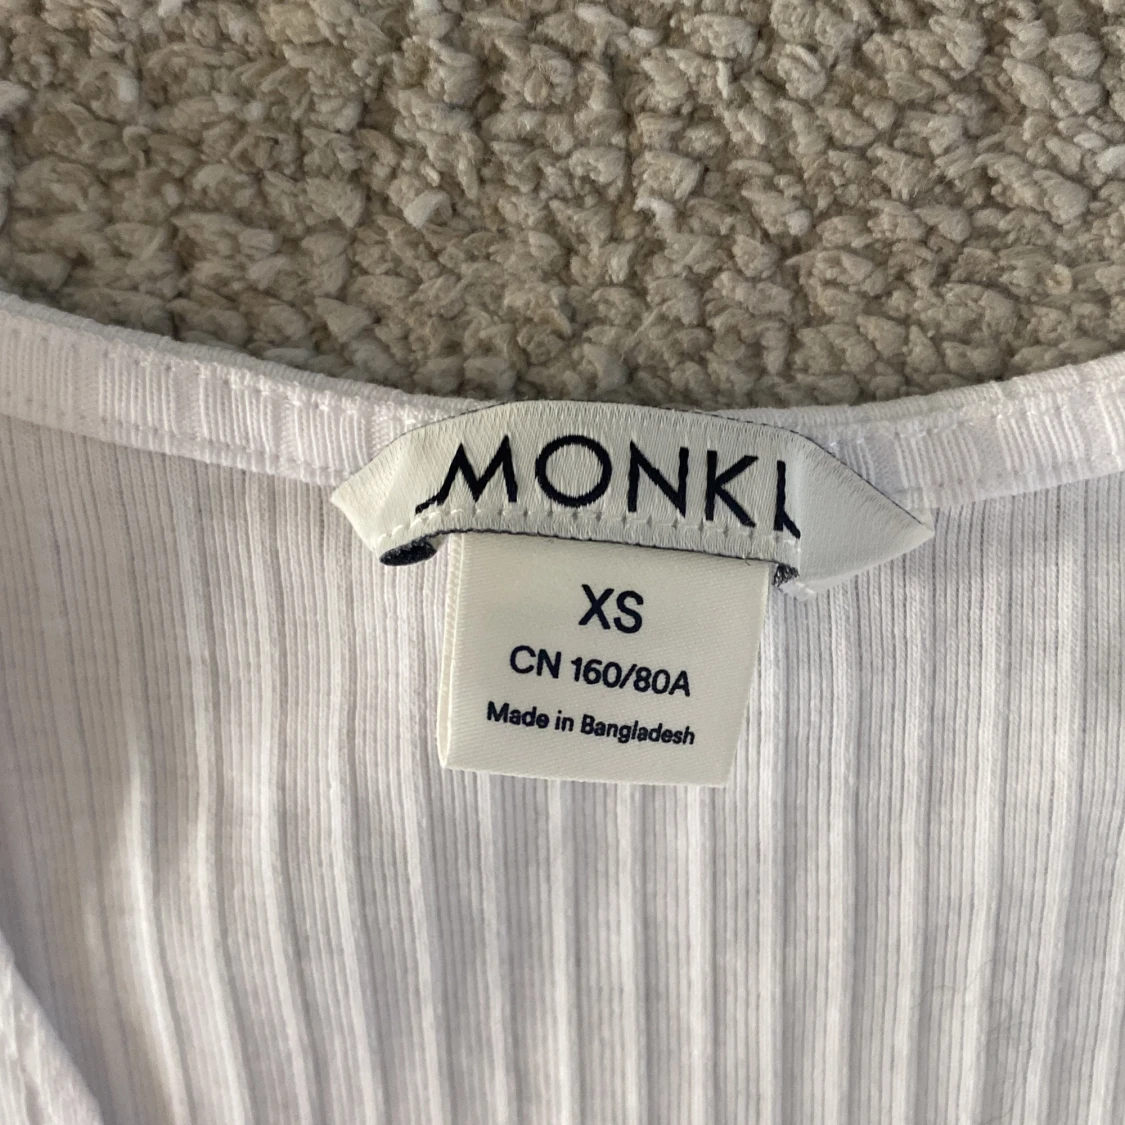 MONKI
XS
CN 160/80A
Made in Bangladesh